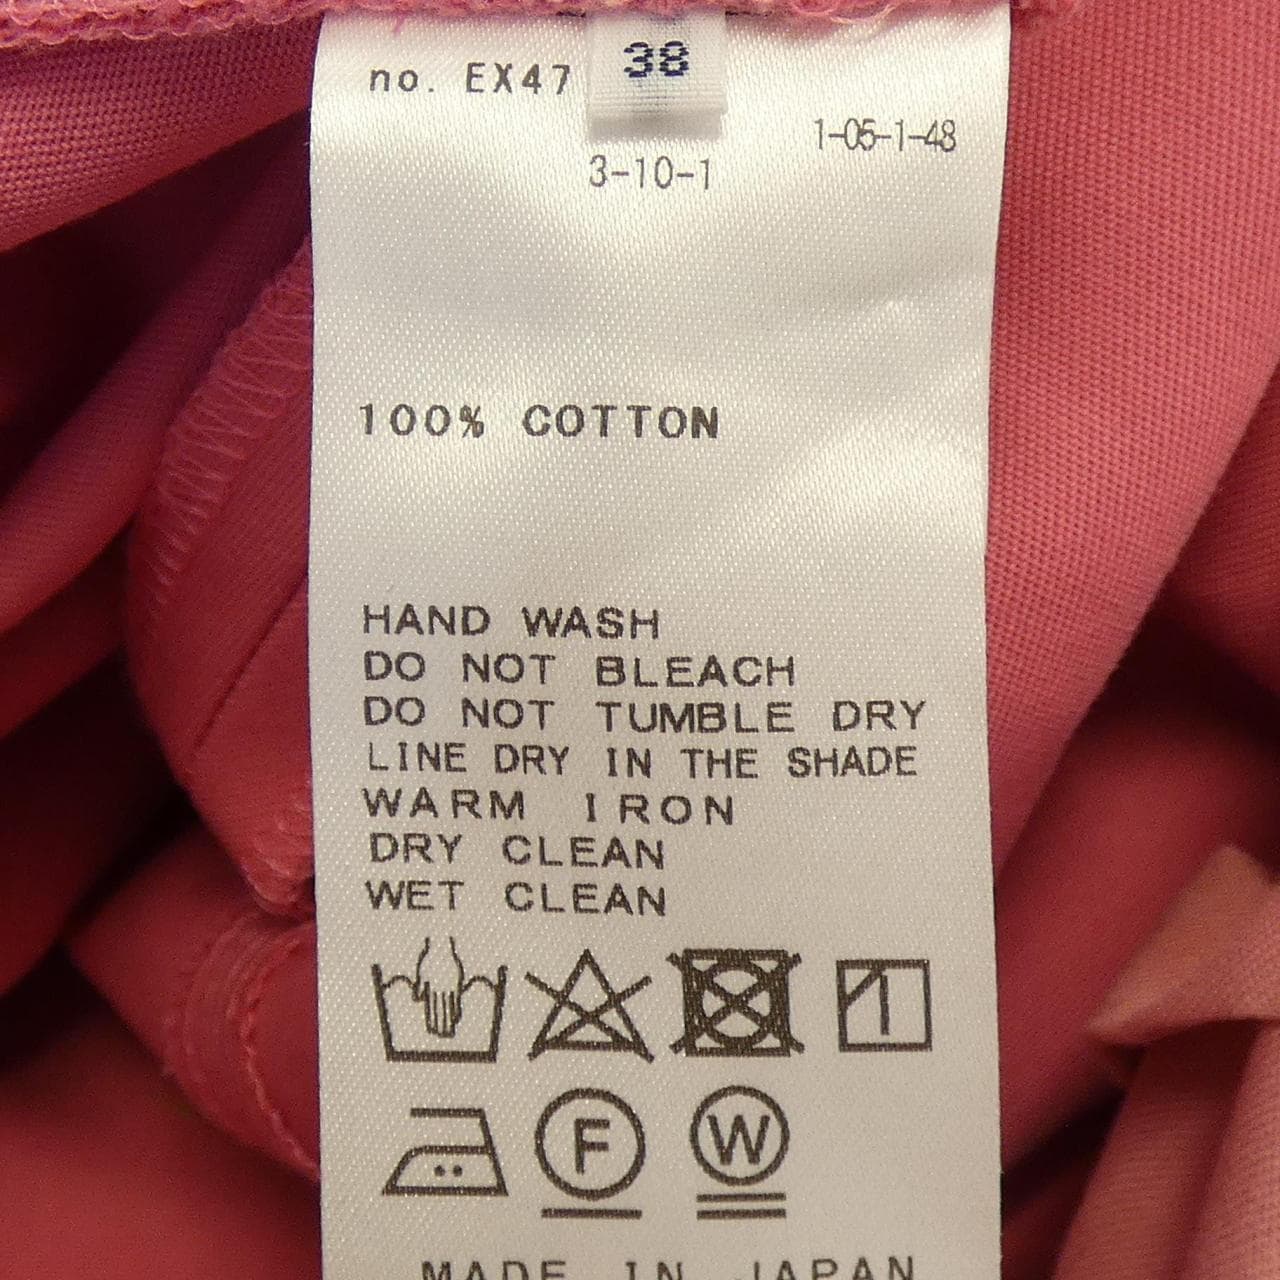 38
no. EX47
1-05-1-48
3-10-1
100% COTTON
HAND WASH
DO NOT BLEACH
DO NOT TUMBLE DRY
LINE DRY IN THE SHADE
WARM IRON
DRY CLEAN
WET CLEAN
F W
MADE IN JAPAN